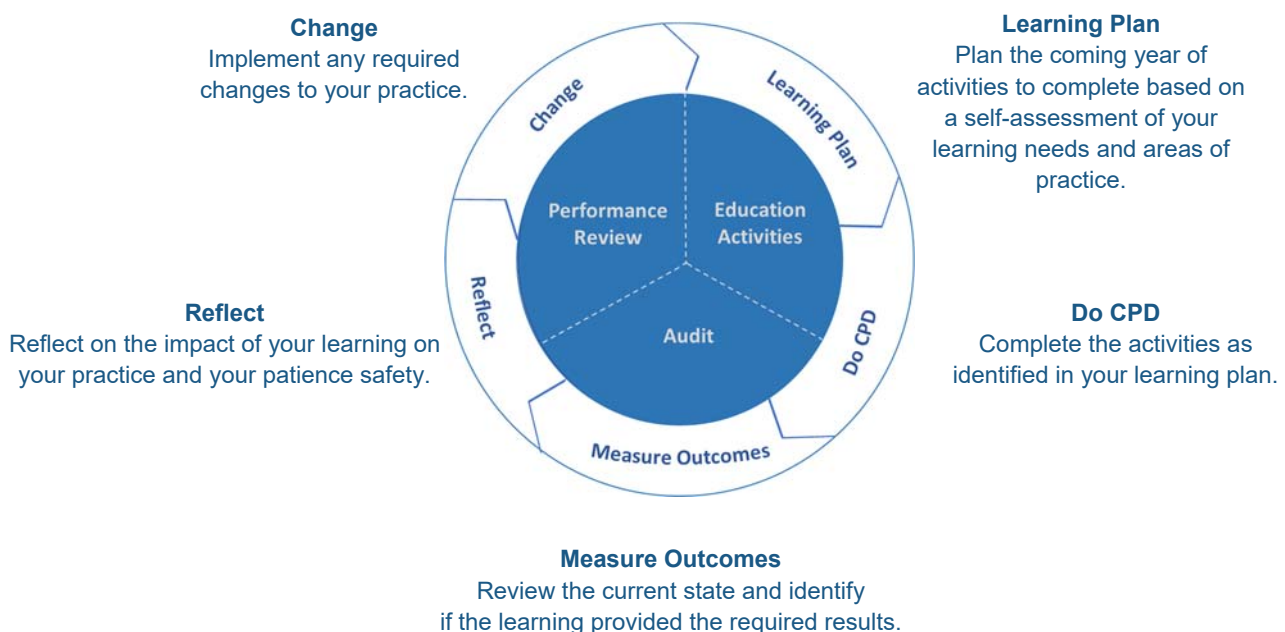 Change
Implement any required
changes to your practice.
Learning Plan
Plan the coming year of
activities to complete based on
a self-assessment of your
learning needs and areas of
practice.
Change
Learning Plan
Performance
Review
Education
Activities
Reflect
Audit
Do CPD
Measure Outcomes
Reflect
Reflect on the impact of your learning on
your practice and your patience safety.
Do CPD
Complete the activities as
identified in your learning plan.
Measure Outcomes
Review the current state and identify
if the learning provided the required results.